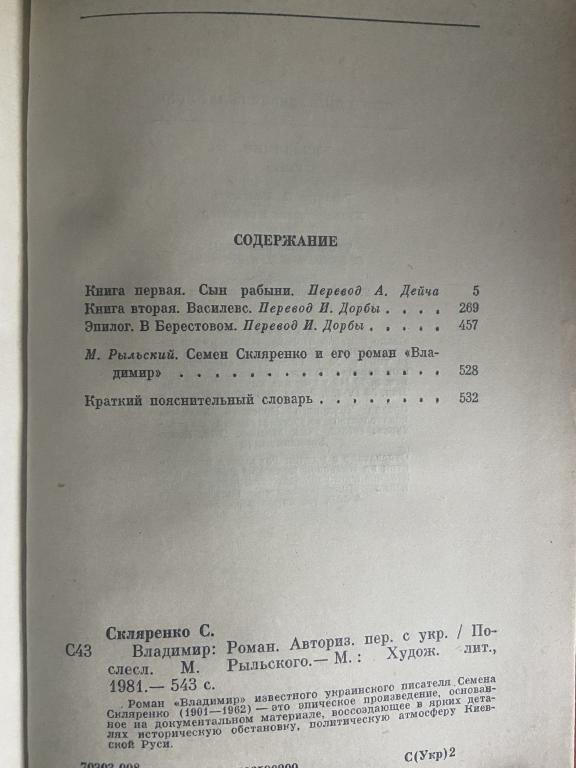 СОДЕРЖАНИЕ
Книга первая. Сын рабыни. Перевод А. Дейча 5
Книга вторая. Василевс. Перевод И. Дорбы . . . . 269
Эпилог. В Берестовом. Перевод И. Дорбы . . . . . 457
М. Рыльский. Семен Скляренко и его роман «Вла-
димир» . . . . . . . . . . . . . . . 528
Краткий пояснительный словарь . . . . . . . . 532
Скляренко С.
С43 Владимир: Роман. Авториз. пер. с укр. / По-
слесл. М. Рыльского.— М. : Худож. лит.,
1981.— 543 с.
Роман «Владимир» известного украинского писателя Семена
Скляренко (1901—1962) — это эпическое произведение, основан-
ное на документальном материале, воссоздающее в ярких дета-
лях историческую обстановку, политическую атмосферу Киев-
ской Руси.
С(Укр)2